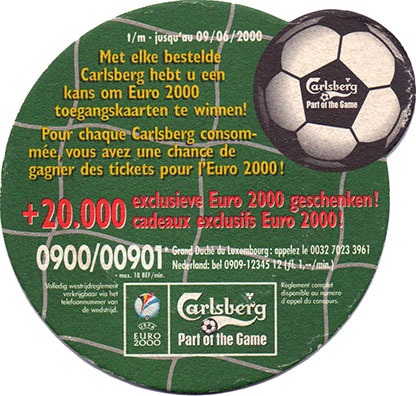 t/m - jusqu'au 09/06/2000
Met elke bestelde
Carlsberg hebt u een
kans om Euro 2000
toegangskaarten te winnen!
Carlsberg
Part of the Game
Pour chaque Carlsberg consom-
mée, vous avez une chance de
gagner des tickets pour l'Euro 2000 !
+20.000 exclusieve Euro 2000 geschenken!
cadeaux exclusifs Euro 2000!
0900/00901 * Grand Duché du Luxembourg : appelez le 0032 7023 3961
Nederland: bel 0909-12345 12 (fl. 1,--/min.)
* max. 18 BEF/min.
Volledig westrijdreglement
verkrijgbaar via het
telefoonnummer van
de wedstrijd.
UEFA
EURO
2000
Carlsberg
Part of the Game
Règlement complet
disponible au numéro
d'appel du concours.